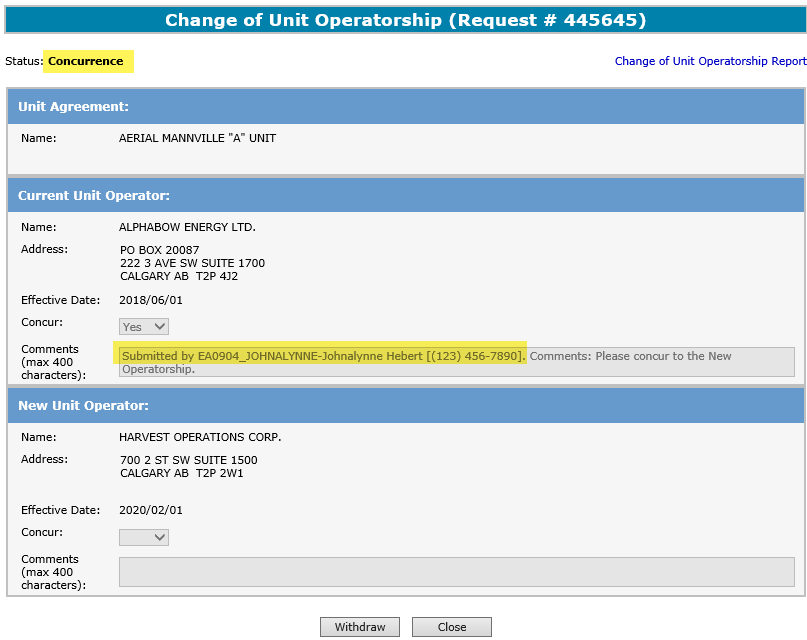 Change of Unit Operatorship (Request # 445645)
Status: Concurrence
Change of Unit Operatorship Report
Unit Agreement:
Name: AERIAL MANNVILLE "A" UNIT
Current Unit Operator:
Name: ALPHABOW ENERGY LTD.
Address: PO BOX 20087
222 3 AVE SW SUITE 1700
CALGARY AB  T2P 4J2
Effective Date: 2018/06/01
Concur: Yes
Comments
(max 400
characters):
Submitted by EA0904_JOHNALYNNE-Johnalynne Hebert [(123) 456-7890]. Comments: Please concur to the New
Operatorship.
New Unit Operator:
Name: HARVEST OPERATIONS CORP.
Address: 700 2 ST SW SUITE 1500
CALGARY AB  T2P 2W1
Effective Date: 2020/02/01
Concur:
Comments
(max 400
characters):
Withdraw
Close